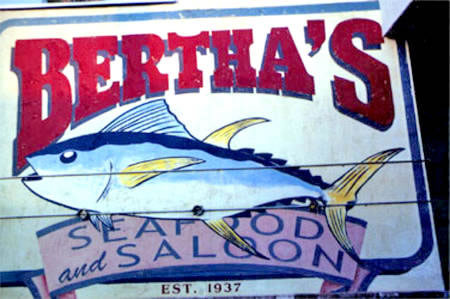 BERTHA'S
SEAFOOD
and SALOON
EST. 1937